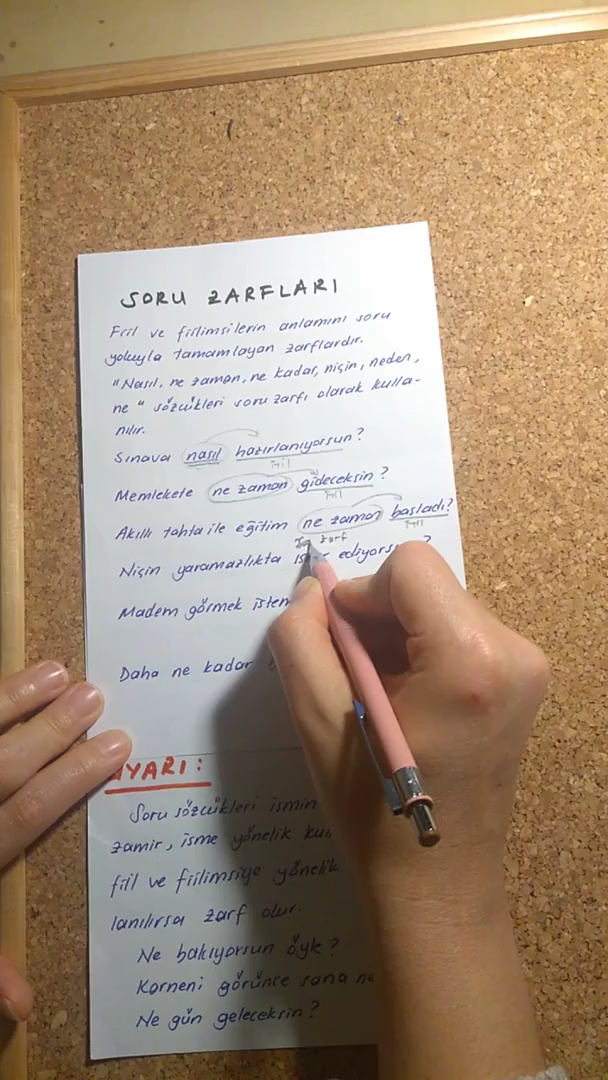 SORU ZARFLARI
Fiil ve fiilimsilerin anlamını soru
yoluyla tamamlayan zarflardır.
"Nasıl, ne zaman, ne kadar, niçin, neden,
ne" sözcükleri soru zarfı olarak kulla-
nılır.
Sınava nasıl hazırlanıyorsun?
fiil
Memlekete ne zaman gideceksin?
fiil
Akıllı tahta ile eğitim ne zaman başladı?
zarf fiil
Niçin yaramazlıkta ?
Madem görmek
Daha ne kadar
UYARI:
Soru sözcükleri ismin
zamir, isme yönelik
fiil ve fiilimsiye yönelik
lanılırsa zarf olur.
Ne bakıyorsun öyle?
Karneni görünce sana ne
Ne gün geleceksin?